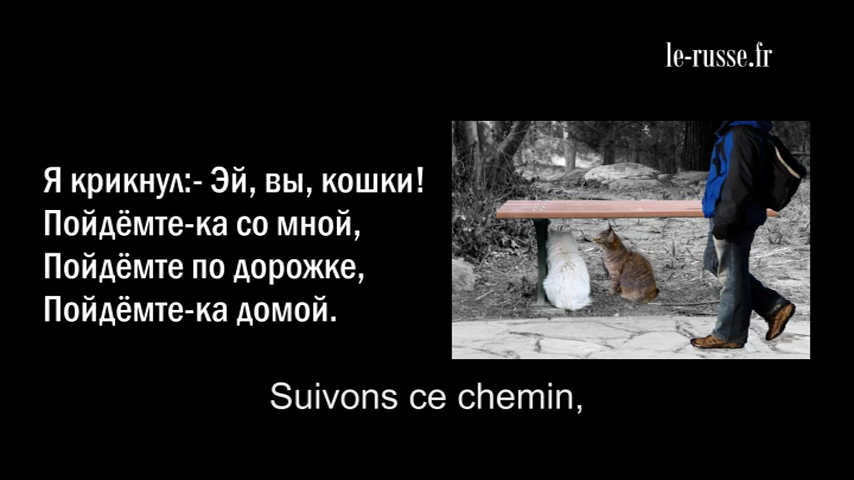 le-russe.fr
Я крикнул:- Эй, вы, кошки!
Пойдёмте-ка со мной,
Пойдёмте по дорожке,
Пойдёмте-ка домой.
Suivons ce chemin,